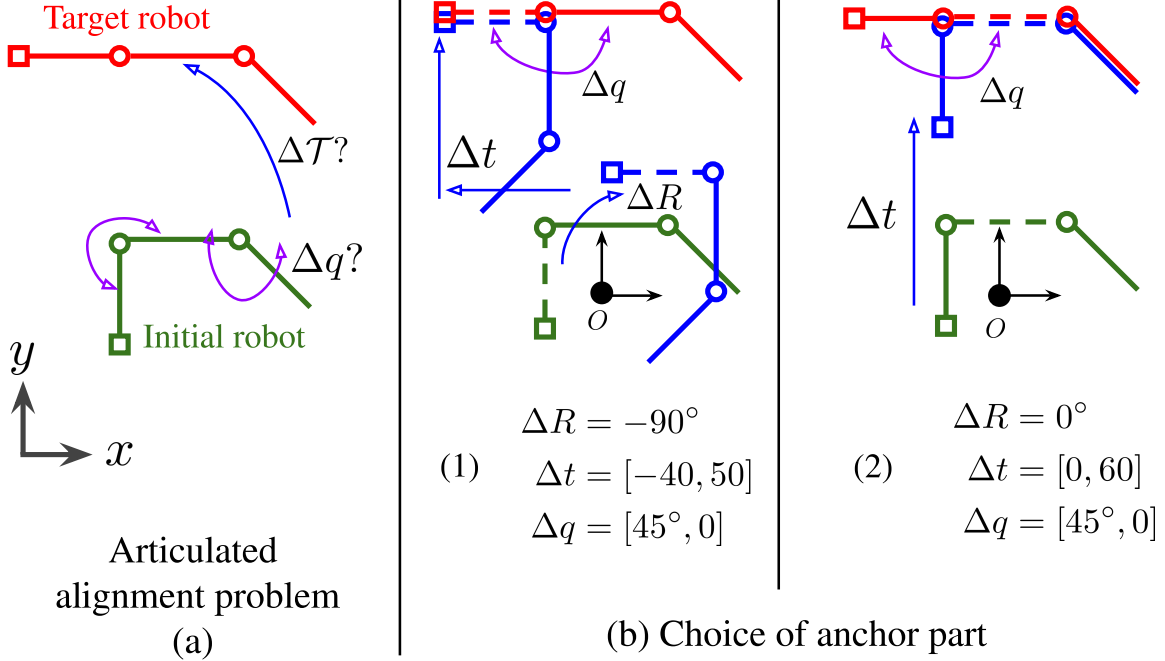 Target robot
Δ𝒯?
Δq?
Initial robot
y
x
Articulated
alignment problem
(a)
Δq
Δt
ΔR
O
ΔR = −90°
(1)
Δt = [−40, 50]
Δq = [45°, 0]
Δq
Δt
O
ΔR = 0°
(2)
Δt = [0, 60]
Δq = [45°, 0]
(b) Choice of anchor part